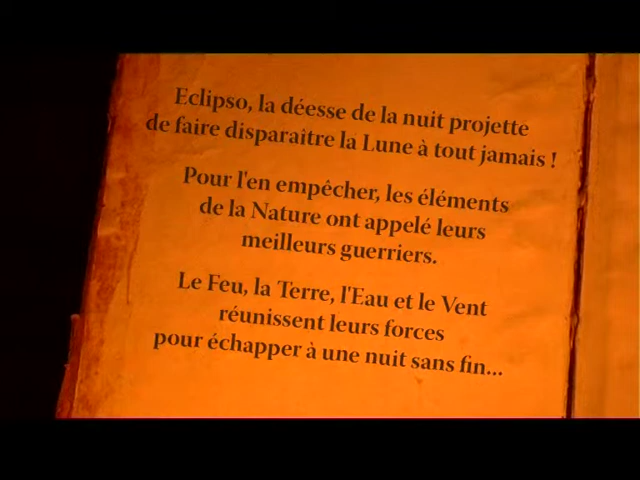 Eclipso, la déesse de la nuit projette
de faire disparaître la Lune à tout jamais !
Pour l'en empêcher, les éléments
de la Nature ont appelé leurs
meilleurs guerriers.
Le Feu, la Terre, l'Eau et le Vent
réunissent leurs forces
pour échapper à une nuit sans fin...